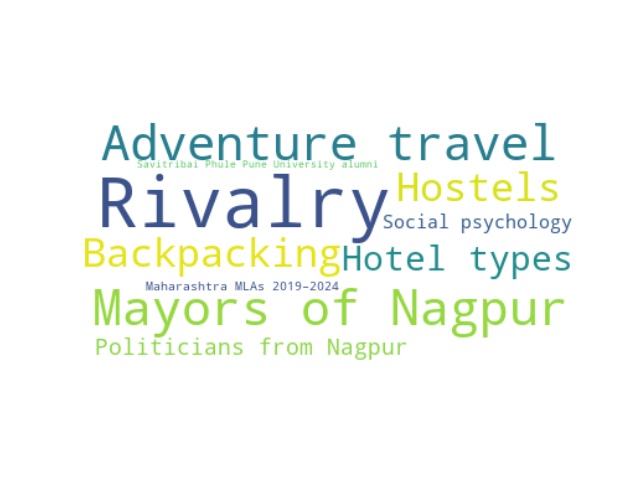 Adventure travel
Savitribai Phule Pune University alumni
Rivalry
Hostels
Social psychology
Backpacking
Hotel types
Maharashtra MLAs 2019–2024
Mayors of Nagpur
Politicians from Nagpur